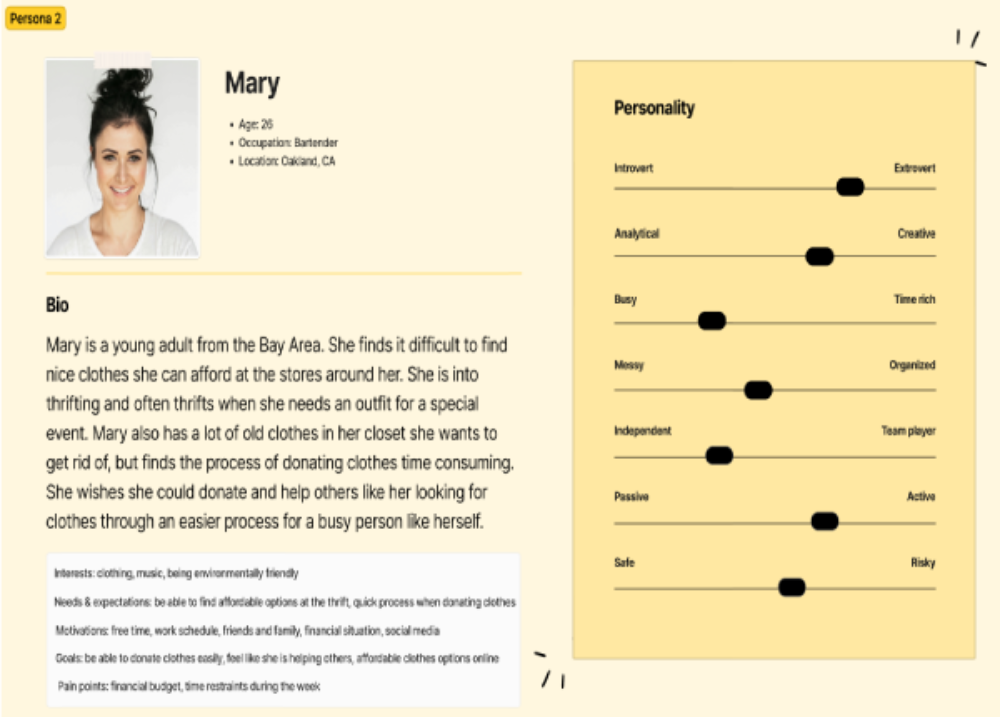 Persona 2
Mary
• Age: 26
• Occupation: Bartender
• Location: Oakland, CA
Bio
Mary is a young adult from the Bay Area. She finds it difficult to find
nice clothes she can afford at the stores around her. She is into
thrifting and often thrifts when she needs an outfit for a special
event. Mary also has a lot of old clothes in her closet she wants to
get rid of, but finds the process of donating clothes time consuming.
She wishes she could donate and help others like her looking for
clothes through an easier process for a busy person like herself.
Interests: clothing, music, being environmentally friendly
Needs & expectations: be able to find affordable options at the thrift, quick process when donating clothes
Motivations: free time, work schedule, friends and family, financial situation, social media
Goals: be able to donate clothes easily, feel like she is helping others, affordable clothes options online
Pain points: financial budget, time restraints during the week
Personality
Introvert Extrovert
Analytical Creative
Busy Time rich
Messy Organized
Independent Team player
Passive Active
Safe Risky